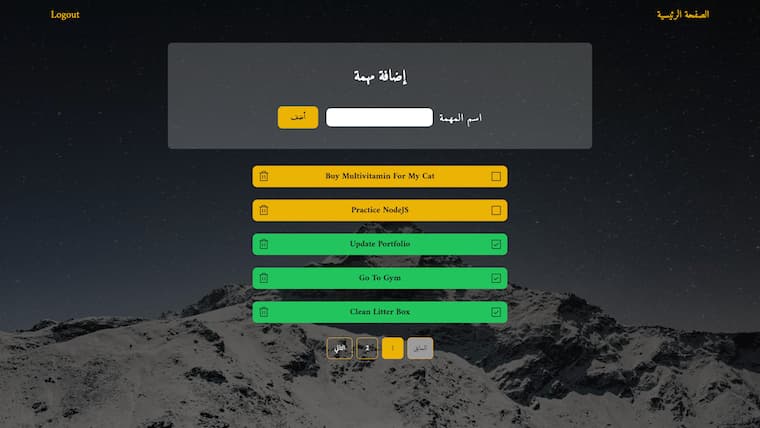 الصفحة الرئيسية
Logout
إضافة مهمة
اسم المهمة
أضف
Buy Multivitamin For My Cat
Practice NodeJS
Update Portfolio
Go To Gym
Clean Litter Box
السابق 1 2 التالي